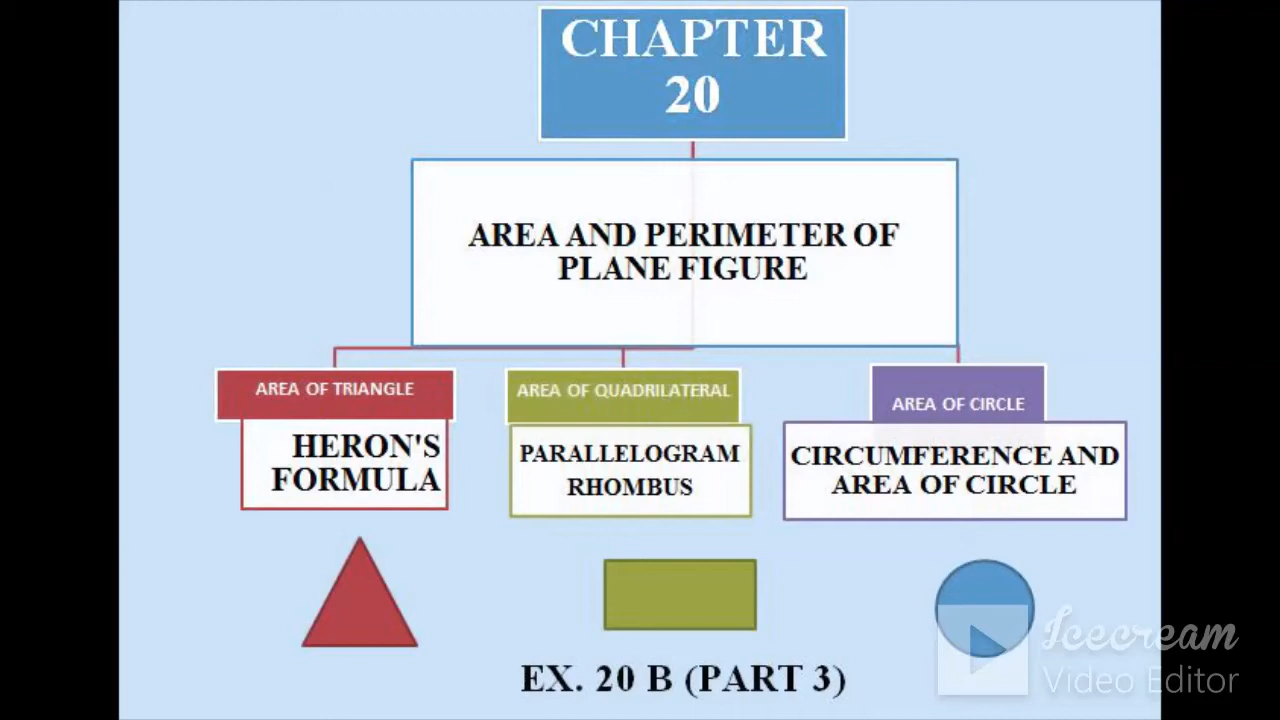 CHAPTER
20
AREA AND PERIMETER OF
PLANE FIGURE
AREA OF TRIANGLE
HERON'S
FORMULA
AREA OF QUADRILATERAL
PARALLELOGRAM
RHOMBUS
AREA OF CIRCLE
CIRCUMFERENCE AND
AREA OF CIRCLE
EX. 20 B (PART 3)
Icecream
Video Editor